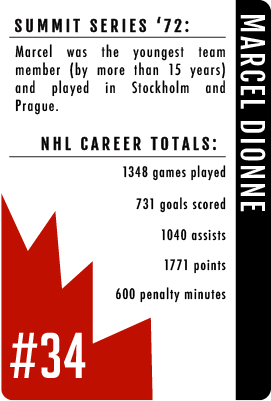 SUMMIT SERIES ‘72:
Marcel was the youngest team
member (by more than 15 years)
and played in Stockholm and
Prague.
NHL CAREER TOTALS:
1348 games played
731 goals scored
1040 assists
1771 points
600 penalty minutes
#34
MARCEL DIONNE